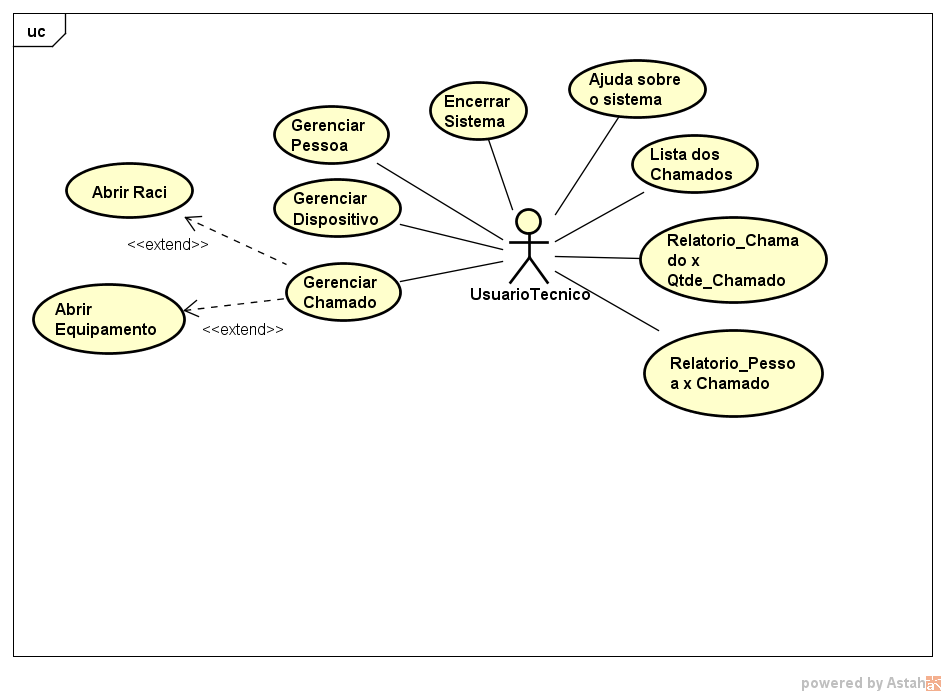 uc
Ajuda sobre
o sistema
Encerrar
Sistema
Gerenciar
Pessoa
Lista dos
Chamados
Abrir Raci
Gerenciar
Dispositivo
<<extend>>
Relatorio_Chama
do x
Qtde_Chamado
Gerenciar
Chamado
UsuarioTecnico
Abrir
Equipamento
<<extend>>
Relatorio_Pesso
a x Chamado
powered by Astah